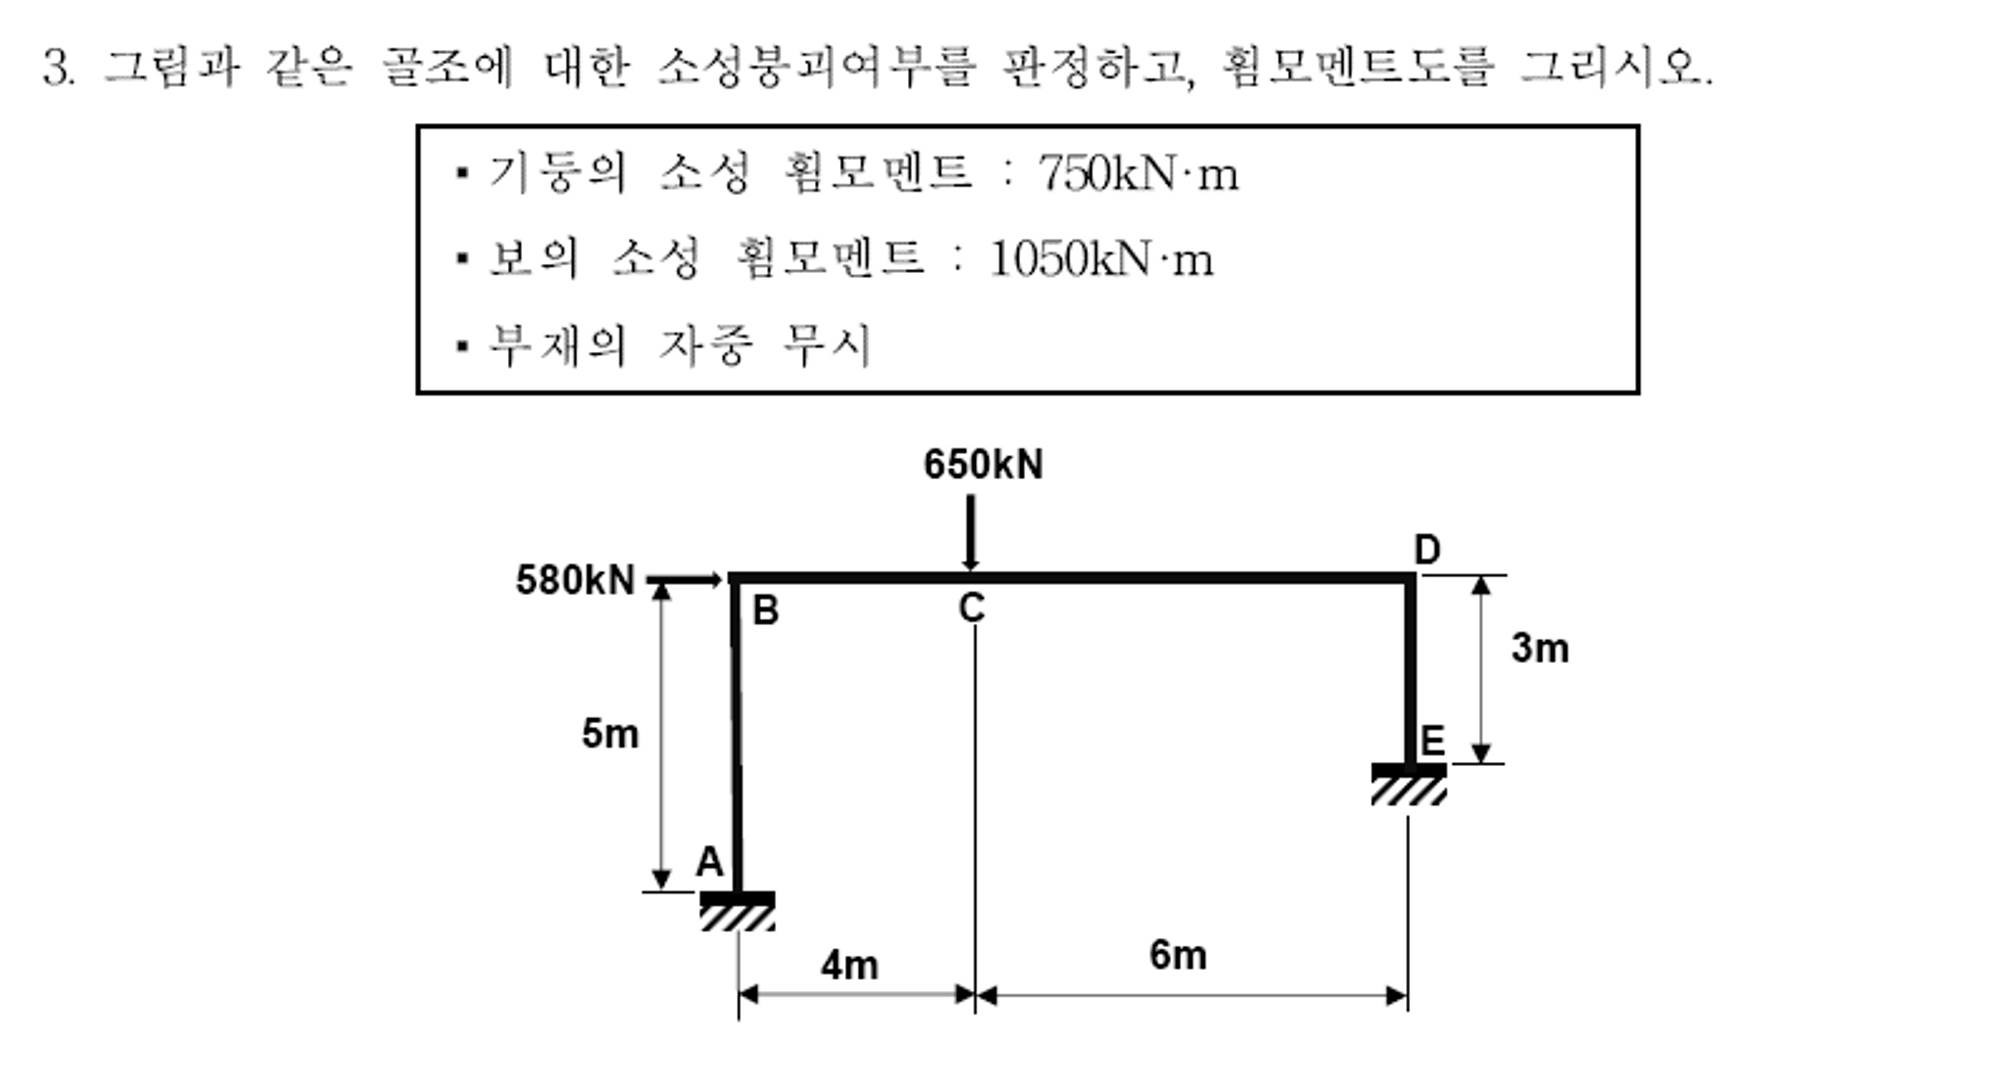 3. 그림과 같은 골조에 대한 소성붕괴여부를 판정하고, 휨모멘트도를 그리시오.
▪ 기둥의 소성 휨모멘트 : 750kN·m
▪ 보의 소성 휨모멘트 : 1050kN·m
▪ 부재의 자중 무시
650kN
D
580kN
B
C
3m
5m
E
A
4m
6m